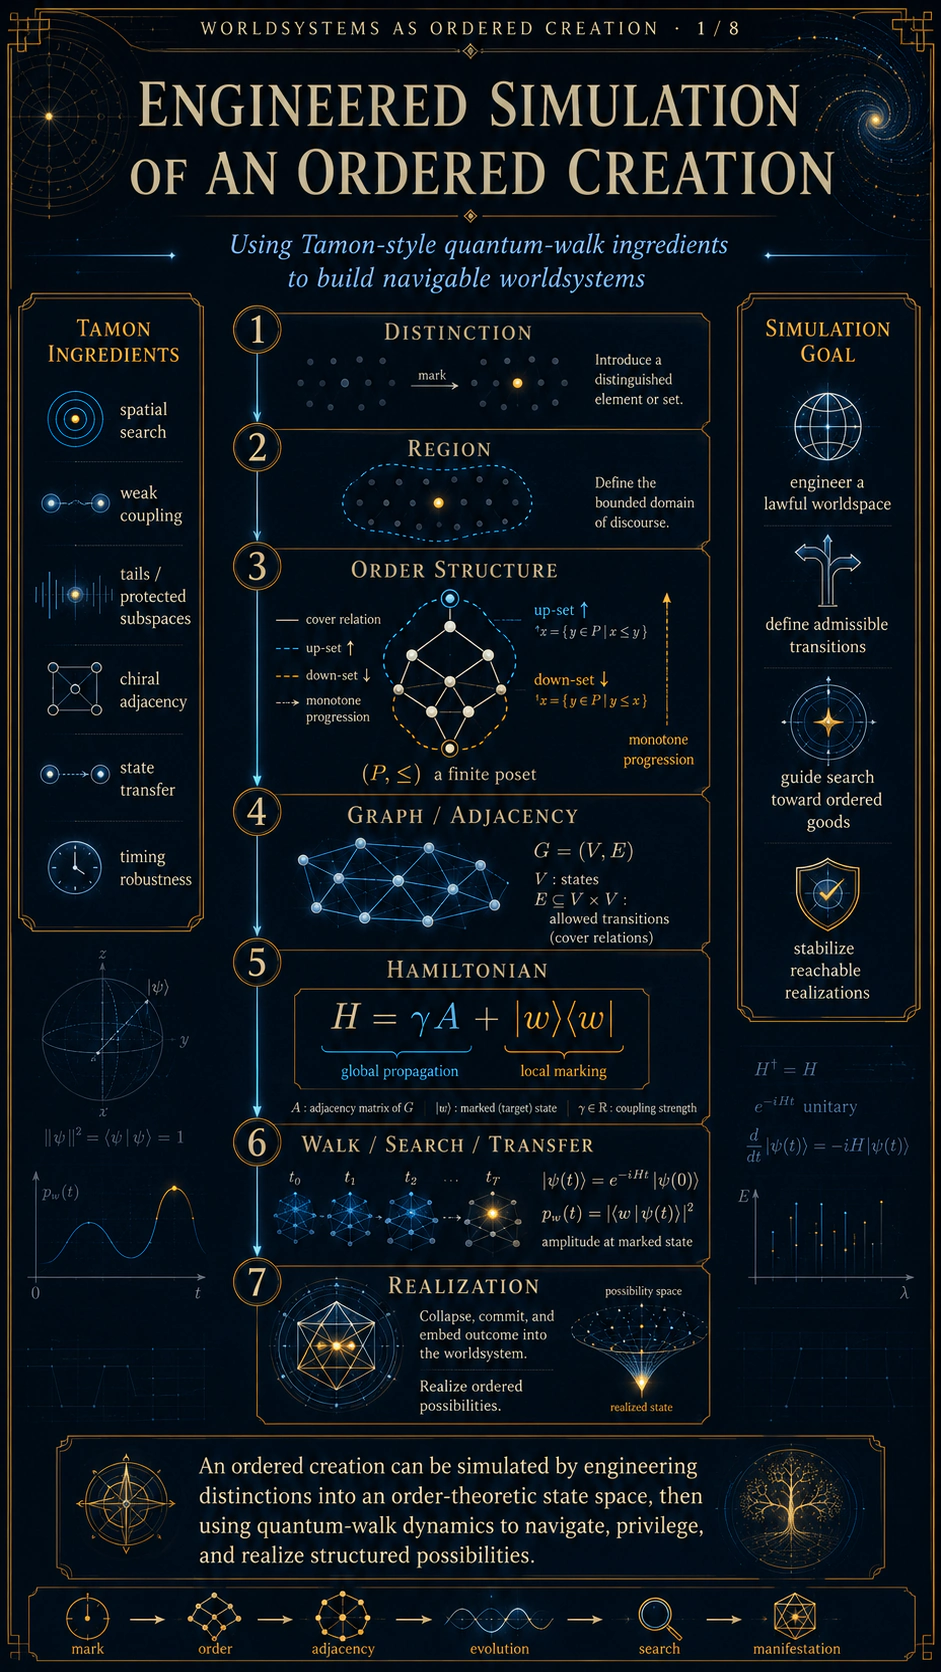 WORLDSYSTEMS AS ORDERED CREATION · 1 / 8
ENGINEERED SIMULATION
OF AN ORDERED CREATION
Using Tamon-style quantum-walk ingredients
to build navigable worldsystems
TAMON
INGREDIENTS
spatial
search
weak
coupling
tails /
protected
subspaces
chiral
adjacency
state
transfer
timing
robustness
z
|ψ⟩
y
x
‖ψ‖² = ⟨ψ | ψ⟩ = 1
p_w(t)
0
t
1
DISTINCTION
mark
Introduce a
distinguished
element or set.
2
REGION
Define the
bounded domain
of discourse.
3
ORDER STRUCTURE
cover relation
up-set ↑
down-set ↓
monotone
progression
up-set ↑
↑x = { y ∈ P | x ≤ y }
down-set ↓
↑x = { y ∈ P | y ≤ x }
monotone
progression
(P, ≤) a finite poset
4
GRAPH / ADJACENCY
G = (V, E)
V : states
E ⊆ V × V :
allowed transitions
(cover relations)
5
HAMILTONIAN
H = γA + |w⟩⟨w|
global propagation
local marking
A : adjacency matrix of G
|w⟩ : marked (target) state
γ ∈ R : coupling strength
6
WALK / SEARCH / TRANSFER
t₀ t₁ t₂ ... t_T
|ψ(t)⟩ = e^{−iHt} |ψ(0)⟩
p_w(t) = |⟨w | ψ(t)⟩|²
amplitude at marked state
7
REALIZATION
Collapse, commit, and
embed outcome into
the worldsystem.
Realize ordered
possibilities.
possibility space
realized state
SIMULATION
GOAL
engineer a
lawful worldspace
define admissible
transitions
guide search
toward ordered
goods
stabilize
reachable
realizations
H† = H
e^{−iHt} unitary
d/dt |ψ(t)⟩ = −iH|ψ(t)⟩
E
λ
An ordered creation can be simulated by engineering
distinctions into an order-theoretic state space, then
using quantum-walk dynamics to navigate, privilege,
and realize structured possibilities.
mark
order
adjacency
evolution
search
manifestation